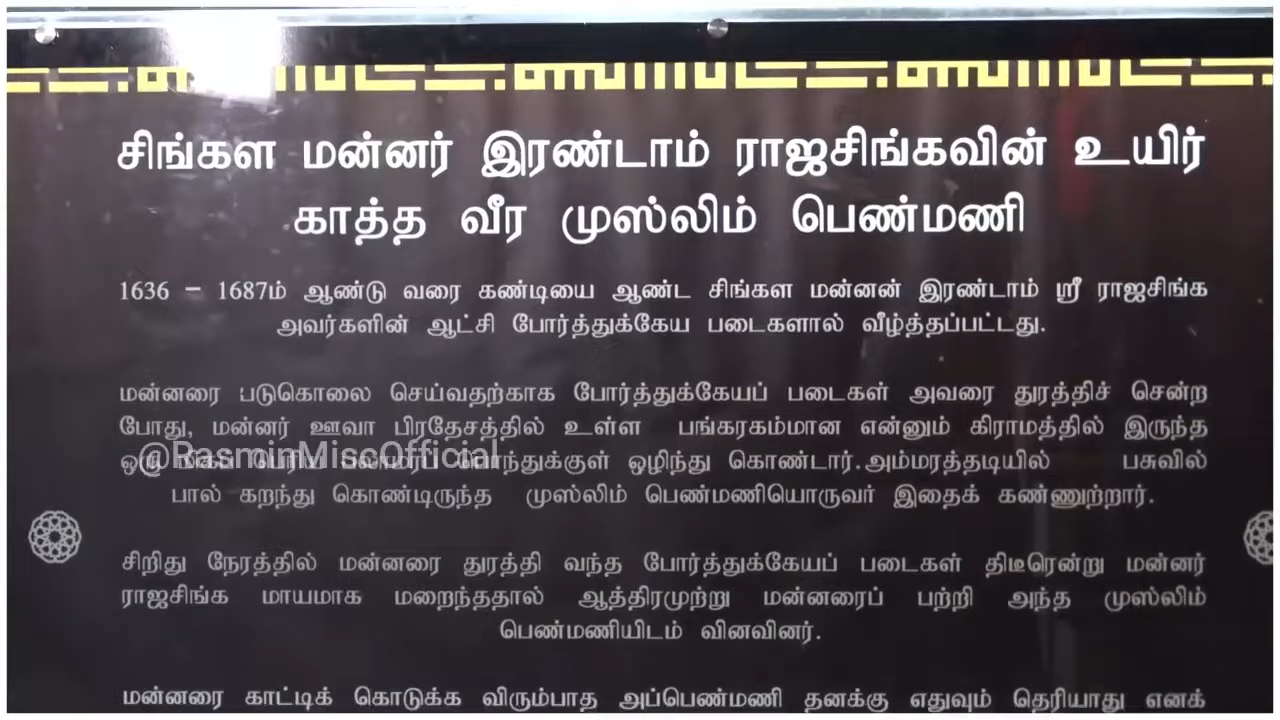 சிங்கள மன்னர் இரண்டாம் ராஜசிங்கவின் உயிர்
காத்த வீர முஸ்லிம் பெண்மணி
1636 – 1687ம் ஆண்டு வரை கண்டியை ஆண்ட சிங்கள மன்னன் இரண்டாம் ஸ்ரீ ராஜசிங்க
அவர்களின் ஆட்சி போர்த்துக்கேய படைகளால் வீழ்த்தப்பட்டது.
மன்னரை படுகொலை செய்வதற்காக போர்த்துக்கேயப் படைகள் அவரை துரத்திச் சென்ற
போது, மன்னர் ஊவா பிரதேசத்தில் உள்ள பங்கரகம்மான என்னும் கிராமத்தில் இருந்த
@RasminMiscOfficial
ஒழிந்து கொண்டார்.அம்மரத்தடியில் பசுவில்
பால் கறந்து கொண்டிருந்த முஸ்லிம் பெண்மணியொருவர் இதைக் கண்ணுற்றார்.
சிறிது நேரத்தில் மன்னரை துரத்தி வந்த போர்த்துக்கேயப் படைகள் திடீரென்று மன்னர்
ராஜசிங்க மாயமாக மறைந்ததால் ஆத்திரமுற்று மன்னரைப் பற்றி அந்த முஸ்லிம்
பெண்மணியிடம் வினவினர்.
மன்னரை காட்டிக் கொடுக்க விரும்பாத அப்பெண்மணி தனக்கு எதுவும் தெரியாது எனக்